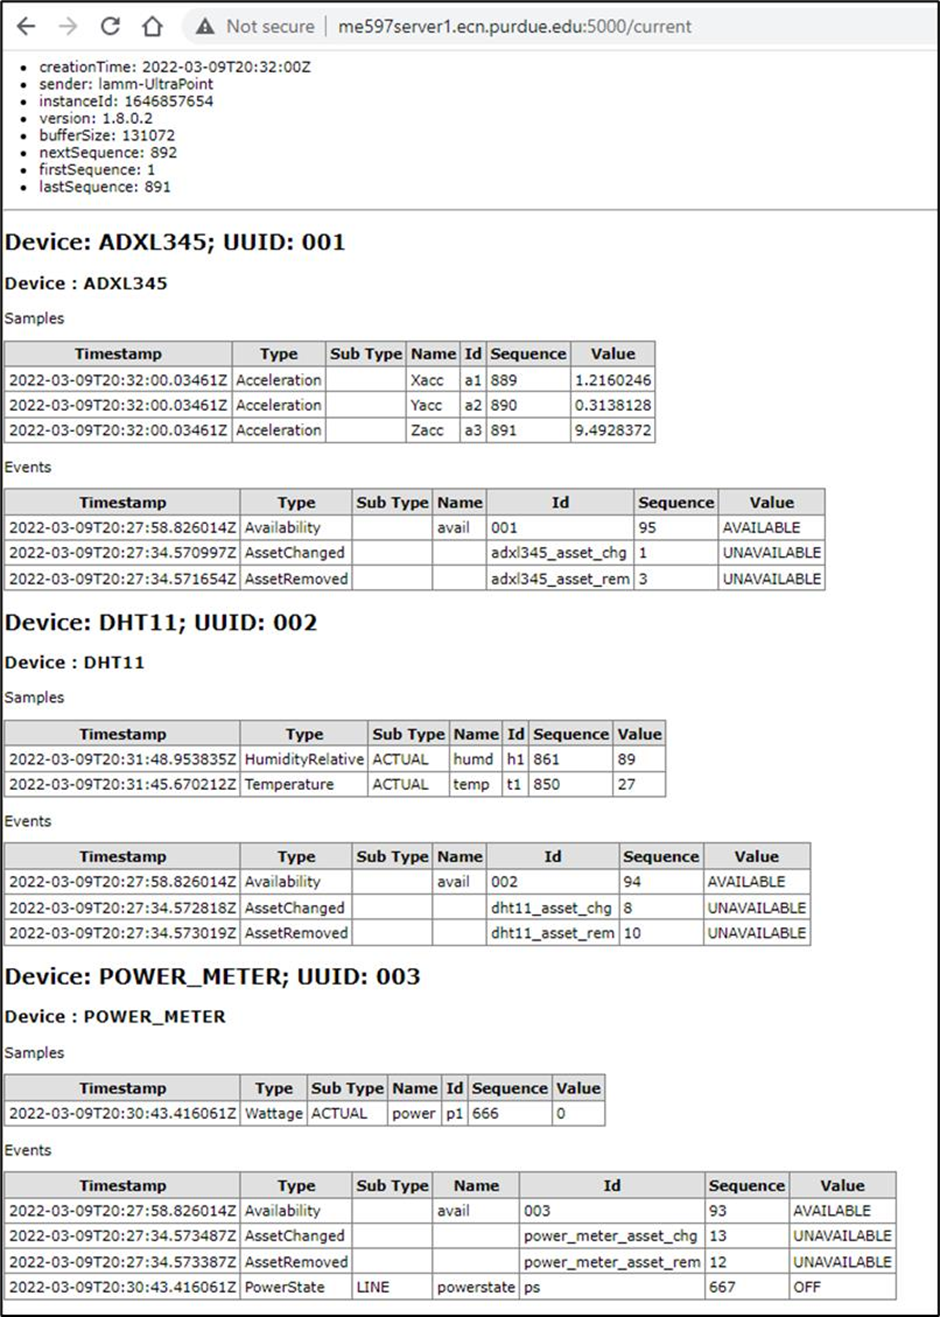 Not secure | me597server1.ecn.purdue.edu:5000/current
• creationTime: 2022-03-09T20:32:00Z
• sender: lamm-UltraPoint
• instanceId: 1646857654
• version: 1.8.0.2
• bufferSize: 131072
• nextSequence: 892
• firstSequence: 1
• lastSequence: 891
Device: ADXL345; UUID: 001
Device : ADXL345
Samples
Timestamp Type Sub Type Name Id Sequence Value
2022-03-09T20:32:00.03461Z Acceleration Xacc a1 889 1.2160246
2022-03-09T20:32:00.03461Z Acceleration Yacc a2 890 0.3138128
2022-03-09T20:32:00.03461Z Acceleration Zacc a3 891 9.4928372
Events
Timestamp Type Sub Type Name Id Sequence Value
2022-03-09T20:27:58.826014Z Availability avail 001 95 AVAILABLE
2022-03-09T20:27:34.570997Z AssetChanged adxl345_asset_chg 1 UNAVAILABLE
2022-03-09T20:27:34.571654Z AssetRemoved adxl345_asset_rem 3 UNAVAILABLE
Device: DHT11; UUID: 002
Device : DHT11
Samples
Timestamp Type Sub Type Name Id Sequence Value
2022-03-09T20:31:48.953835Z HumidityRelative ACTUAL humd h1 861 89
2022-03-09T20:31:45.670212Z Temperature ACTUAL temp t1 850 27
Events
Timestamp Type Sub Type Name Id Sequence Value
2022-03-09T20:27:58.826014Z Availability avail 002 94 AVAILABLE
2022-03-09T20:27:34.572818Z AssetChanged dht11_asset_chg 8 UNAVAILABLE
2022-03-09T20:27:34.573019Z AssetRemoved dht11_asset_rem 10 UNAVAILABLE
Device: POWER_METER; UUID: 003
Device : POWER_METER
Samples
Timestamp Type Sub Type Name Id Sequence Value
2022-03-09T20:30:43.416061Z Wattage ACTUAL power p1 666 0
Events
Timestamp Type Sub Type Name Id Sequence Value
2022-03-09T20:27:58.826014Z Availability avail 003 93 AVAILABLE
2022-03-09T20:27:34.573487Z AssetChanged power_meter_asset_chg 13 UNAVAILABLE
2022-03-09T20:27:34.573387Z AssetRemoved power_meter_asset_rem 12 UNAVAILABLE
2022-03-09T20:30:43.416061Z PowerState LINE powerstate ps 667 OFF